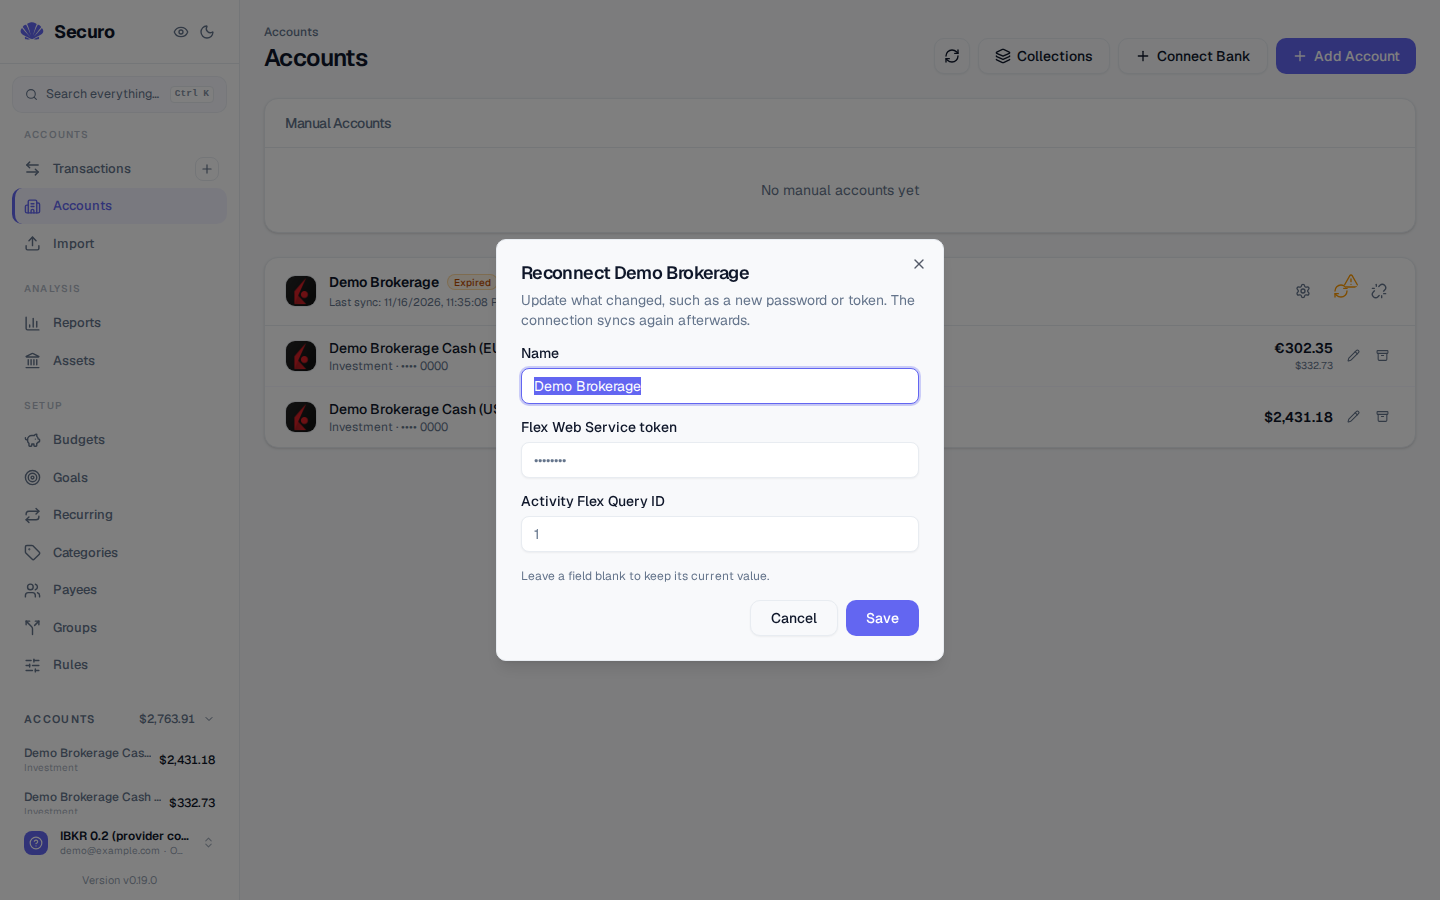 Securo
Search everything...
Ctrl K
ACCOUNTS
Transactions
Accounts
Import
ANALYSIS
Reports
Assets
SETUP
Budgets
Goals
Recurring
Categories
Payees
Groups
Rules
ACCOUNTS
$2,763.91
Demo Brokerage Cas...
$2,431.18
Investment
Demo Brokerage Cash ...
$332.73
Investment
IBKR 0.2 (provider co...
demo@example.com · O...
Version v0.19.0
Accounts
Accounts
Collections
Connect Bank
Add Account
Manual Accounts
No manual accounts yet
Demo Brokerage
Expired
Last sync: 11/16/2026, 11:35:08
Demo Brokerage Cash (EU
Investment · •••• 0000
€302.35
$332.73
Demo Brokerage Cash (US
Investment · •••• 0000
$2,431.18
Reconnect Demo Brokerage
Update what changed, such as a new password or token. The
connection syncs again afterwards.
Name
Demo Brokerage
Flex Web Service token
••••••••
Activity Flex Query ID
1
Leave a field blank to keep its current value.
Cancel
Save